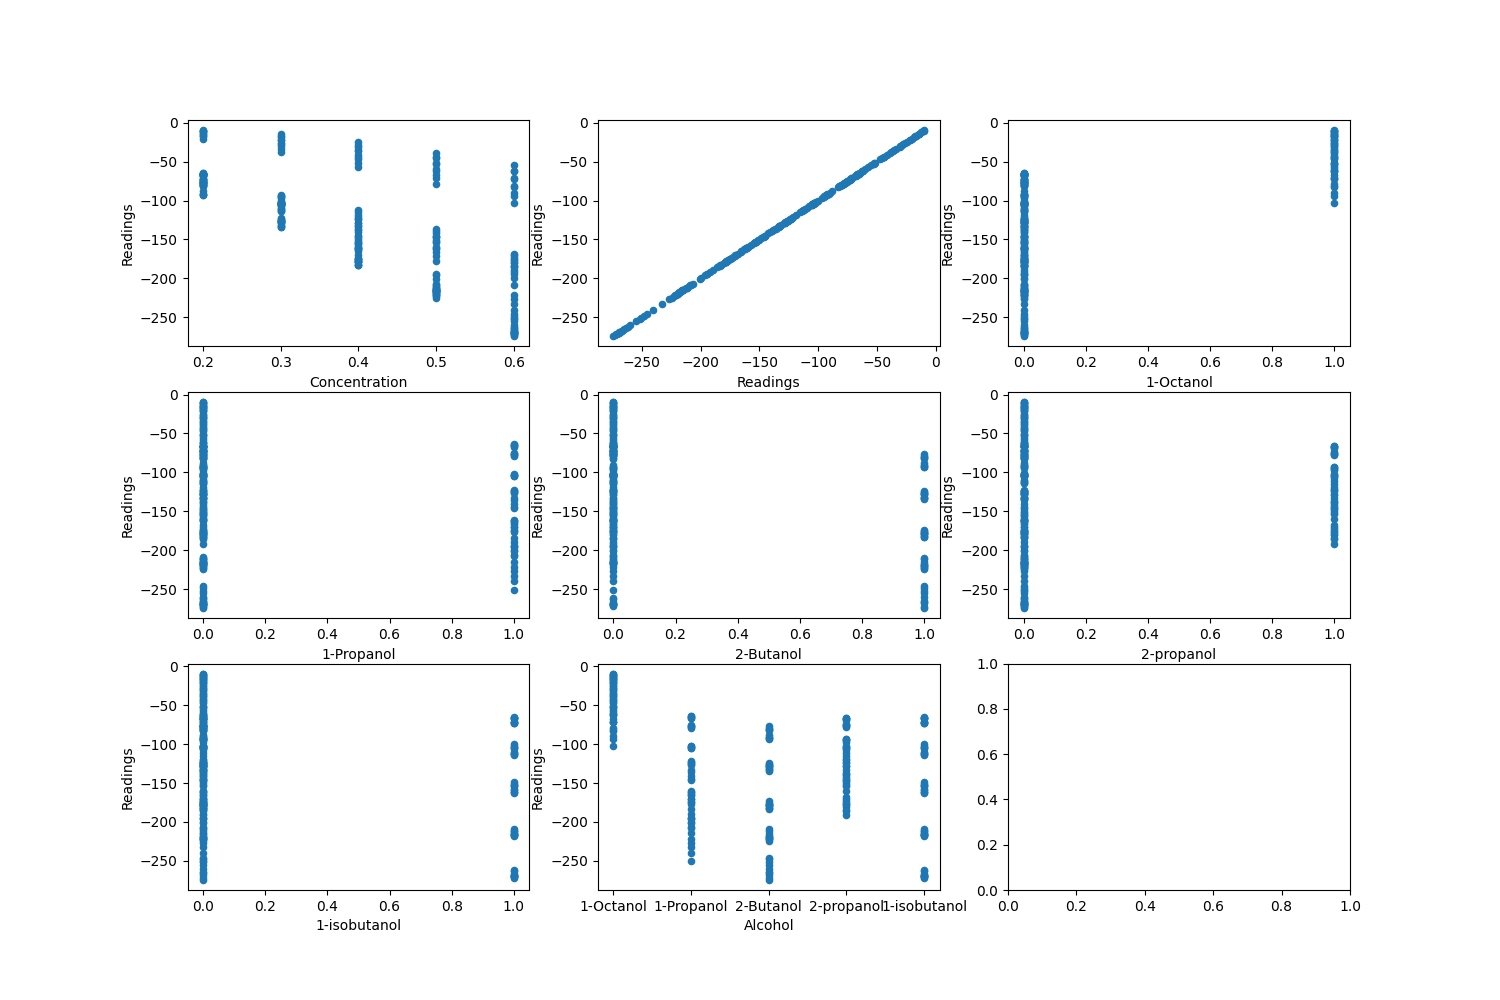 0
−50
−100
−150
−200
−250
Readings
0.2 0.3 0.4 0.5 0.6
Concentration
0
−50
−100
−150
−200
−250
Readings
−250 −200 −150 −100 −50 0
Readings
0
−50
−100
−150
−200
−250
Readings
0.0 0.2 0.4 0.6 0.8 1.0
1-Octanol
0
−50
−100
−150
−200
−250
Readings
0.0 0.2 0.4 0.6 0.8 1.0
1-Propanol
0
−50
−100
−150
−200
−250
Readings
0.0 0.2 0.4 0.6 0.8 1.0
2-Butanol
0
−50
−100
−150
−200
−250
Readings
0.0 0.2 0.4 0.6 0.8 1.0
2-propanol
0
−50
−100
−150
−200
−250
Readings
0.0 0.2 0.4 0.6 0.8 1.0
1-isobutanol
0
−50
−100
−150
−200
−250
Readings
1-Octanol 1-Propanol 2-Butanol 2-propanol 1-isobutanol
Alcohol
1.0
0.8
0.6
0.4
0.2
0.0
0.0 0.2 0.4 0.6 0.8 1.0